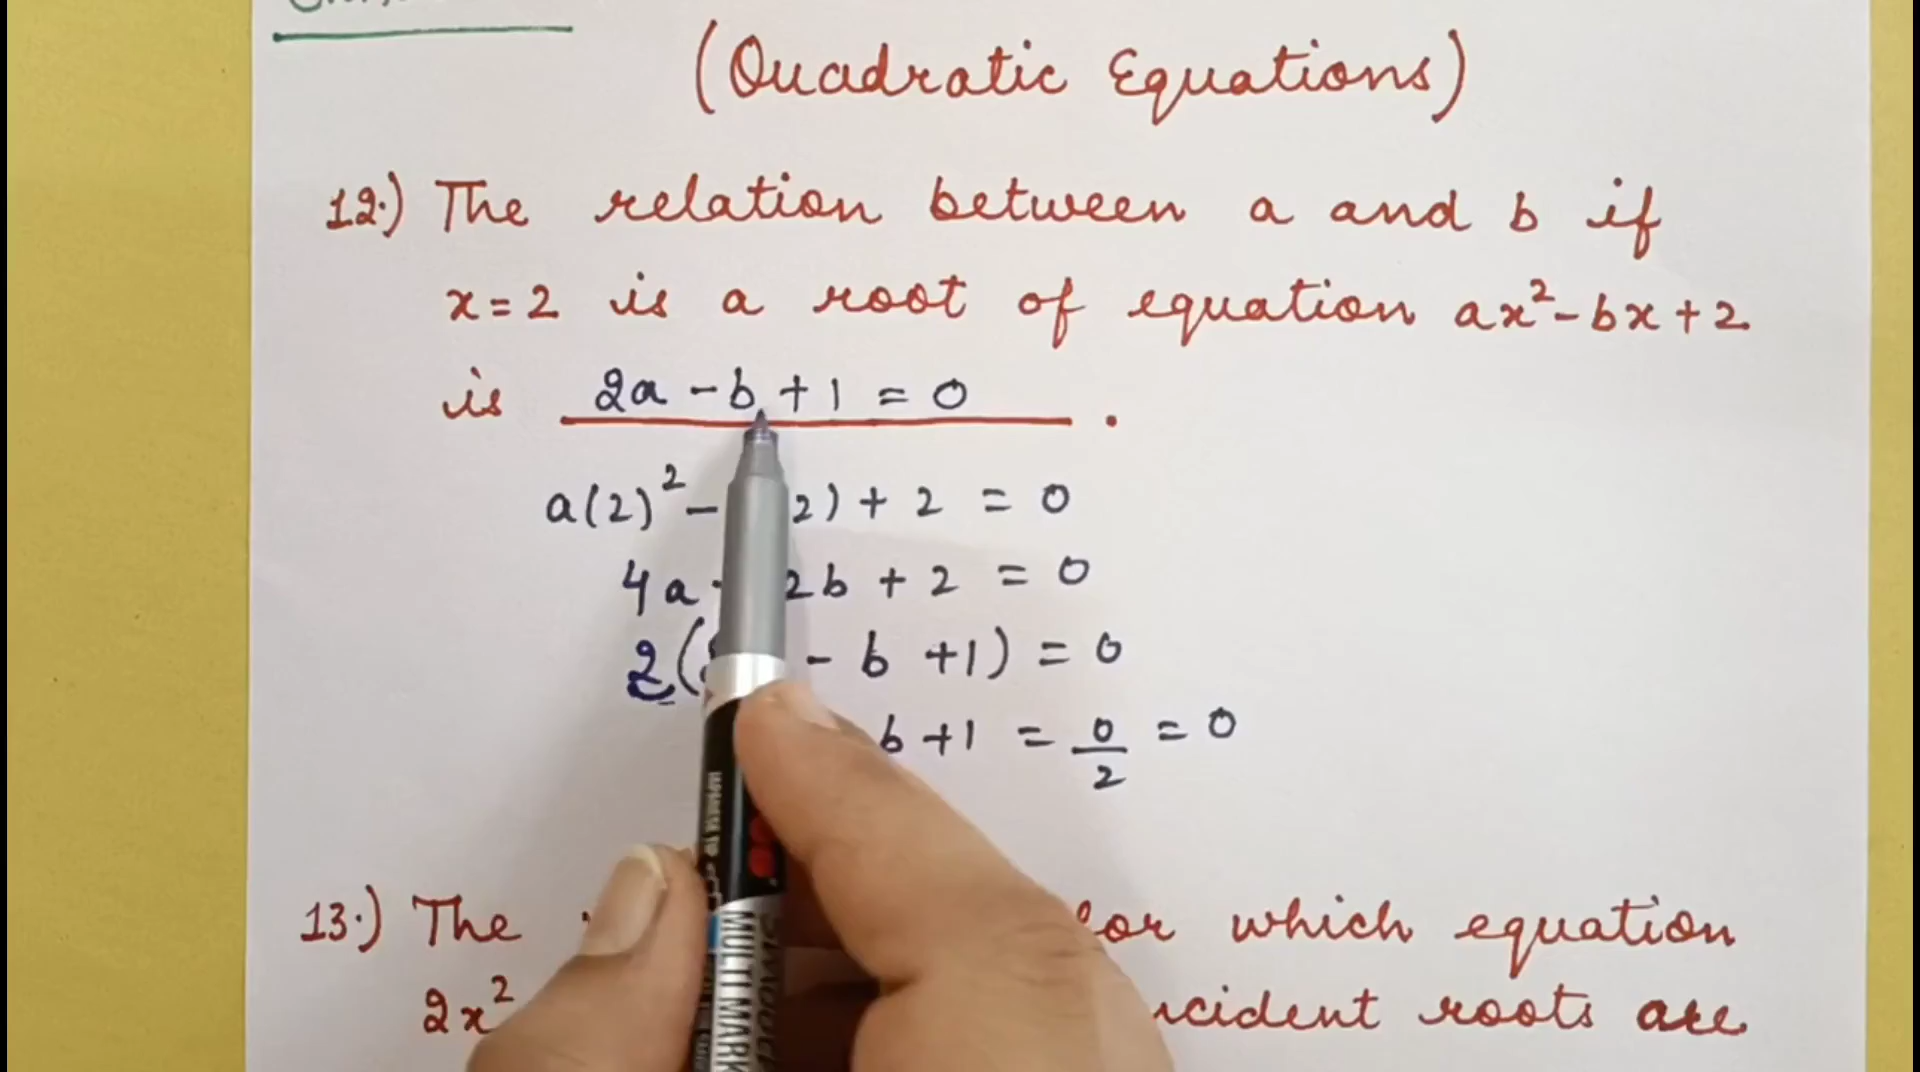 (Quadratic Equations)
12.) The relation between a and b if
x = 2 is a root of equation ax² - bx + 2
is 2a - b + 1 = 0 .
a(2)² - 2) + 2 = 0
4a - 2b + 2 = 0
2( - b + 1) = 0
b + 1 = 0/2 = 0
13.) The for which equation
2x² roots are
MULTI MARK